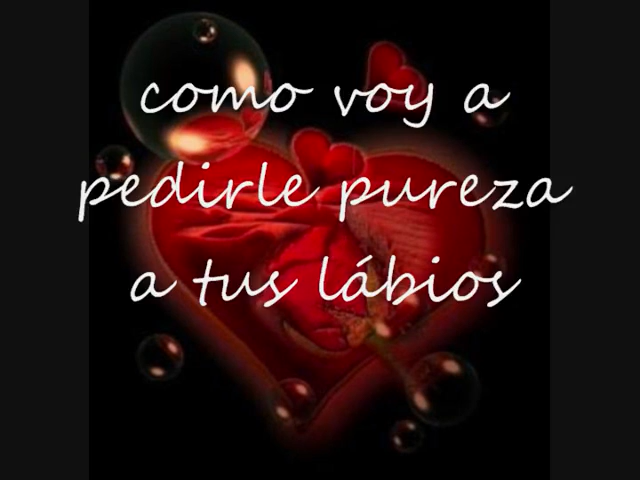 como voy a
pedirle pureza
a tus lábios